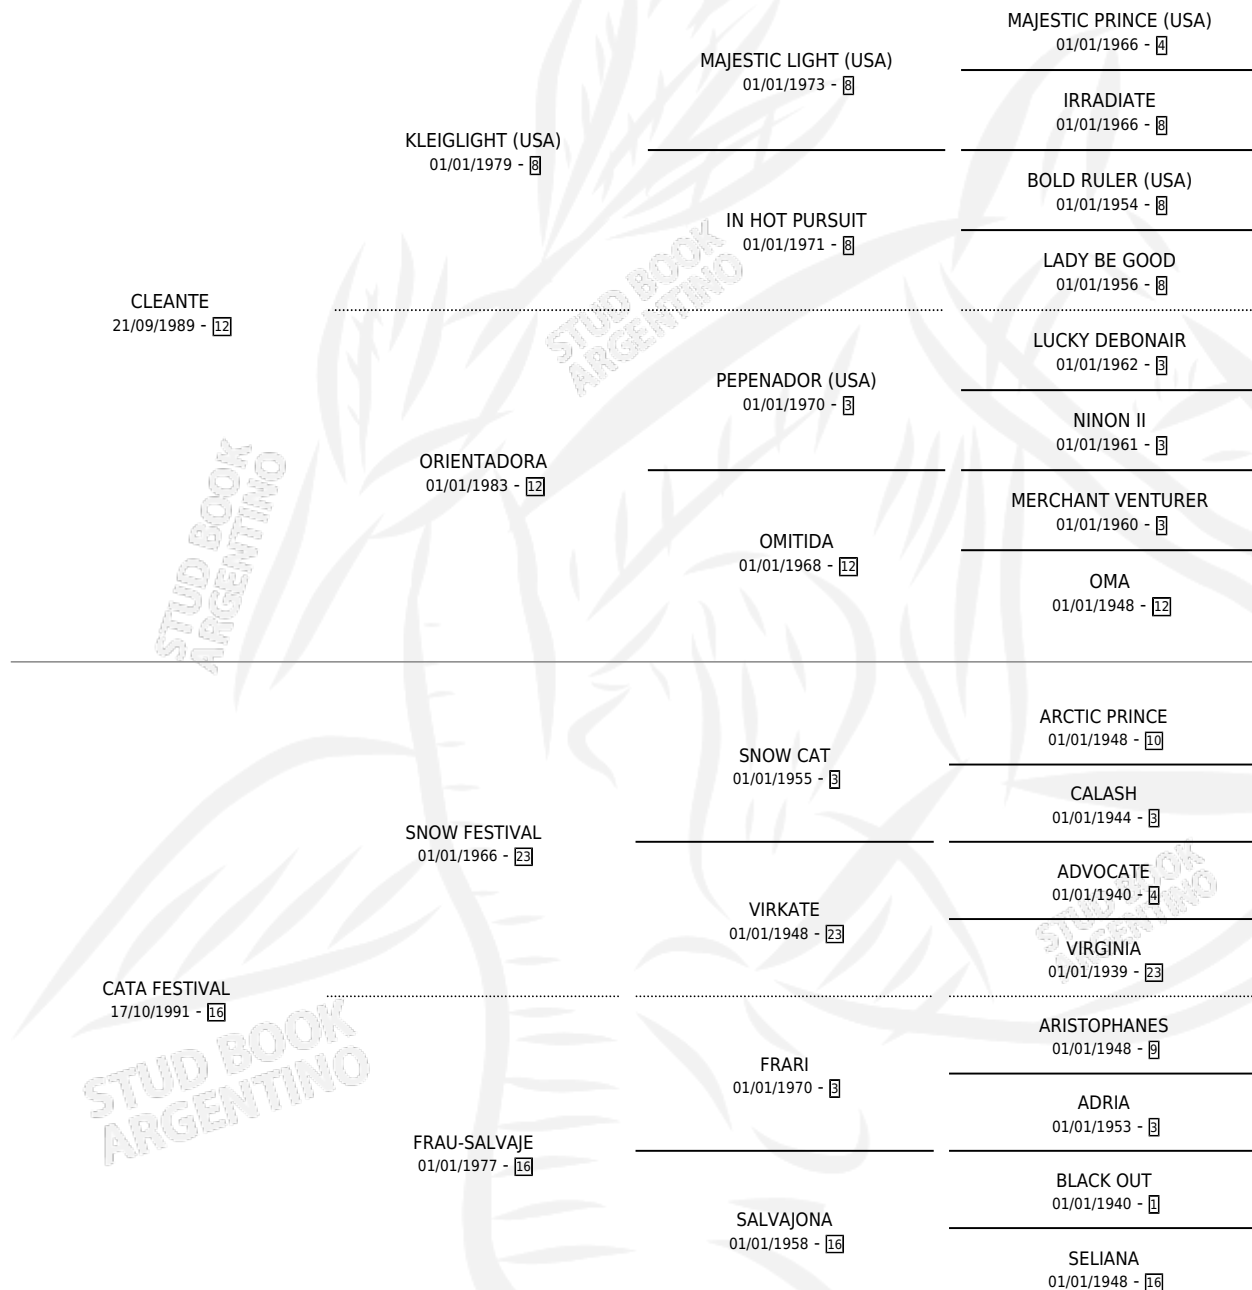 MAJESTIC PRINCE (USA)
01/01/1966 - 4
MAJESTIC LIGHT (USA)
01/01/1973 - 8
IRRADIATE
01/01/1966 - 8
KLEIGLIGHT (USA)
01/01/1979 - 8
BOLD RULER (USA)
01/01/1954 - 8
IN HOT PURSUIT
01/01/1971 - 8
LADY BE GOOD
01/01/1956 - 8
CLEANTE
21/09/1989 - 12
LUCKY DEBONAIR
01/01/1962 - 3
PEPENADOR (USA)
01/01/1970 - 3
NINON II
01/01/1961 - 3
ORIENTADORA
01/01/1983 - 12
MERCHANT VENTURER
01/01/1960 - 3
OMITIDA
01/01/1968 - 12
OMA
01/01/1948 - 12
ARCTIC PRINCE
01/01/1948 - 10
SNOW CAT
01/01/1955 - 3
CALASH
01/01/1944 - 3
SNOW FESTIVAL
01/01/1966 - 23
ADVOCATE
01/01/1940 - 4
VIRKATE
01/01/1948 - 23
VIRGINIA
01/01/1939 - 23
CATA FESTIVAL
17/10/1991 - 16
ARISTOPHANES
01/01/1948 - 9
FRARI
01/01/1970 - 3
ADRIA
01/01/1953 - 3
FRAU-SALVAJE
01/01/1977 - 16
BLACK OUT
01/01/1940 - 1
SALVAJONA
01/01/1958 - 16
SELIANA
01/01/1948 - 16
STUD BOOK
ARGENTINO
STUD BOOK
ARGENTINO
STUD BOOK
ARGENTINO
STUD BOOK
ARGENTINO